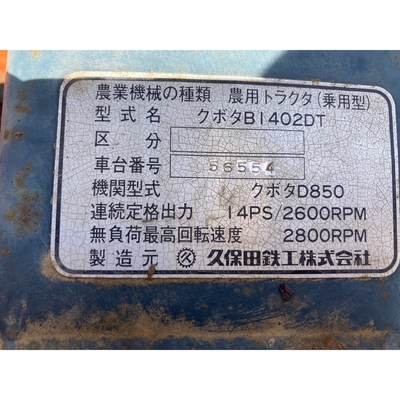 農業機械の種類 農用トラクタ(乗用型)
型式名 クボタB1402DT
区分
車台番号 56554
機関型式 クボタD850
連続定格出力 14PS/2600RPM
無負荷最高回転速度 2800RPM
製造元 久保田鉄工株式会社